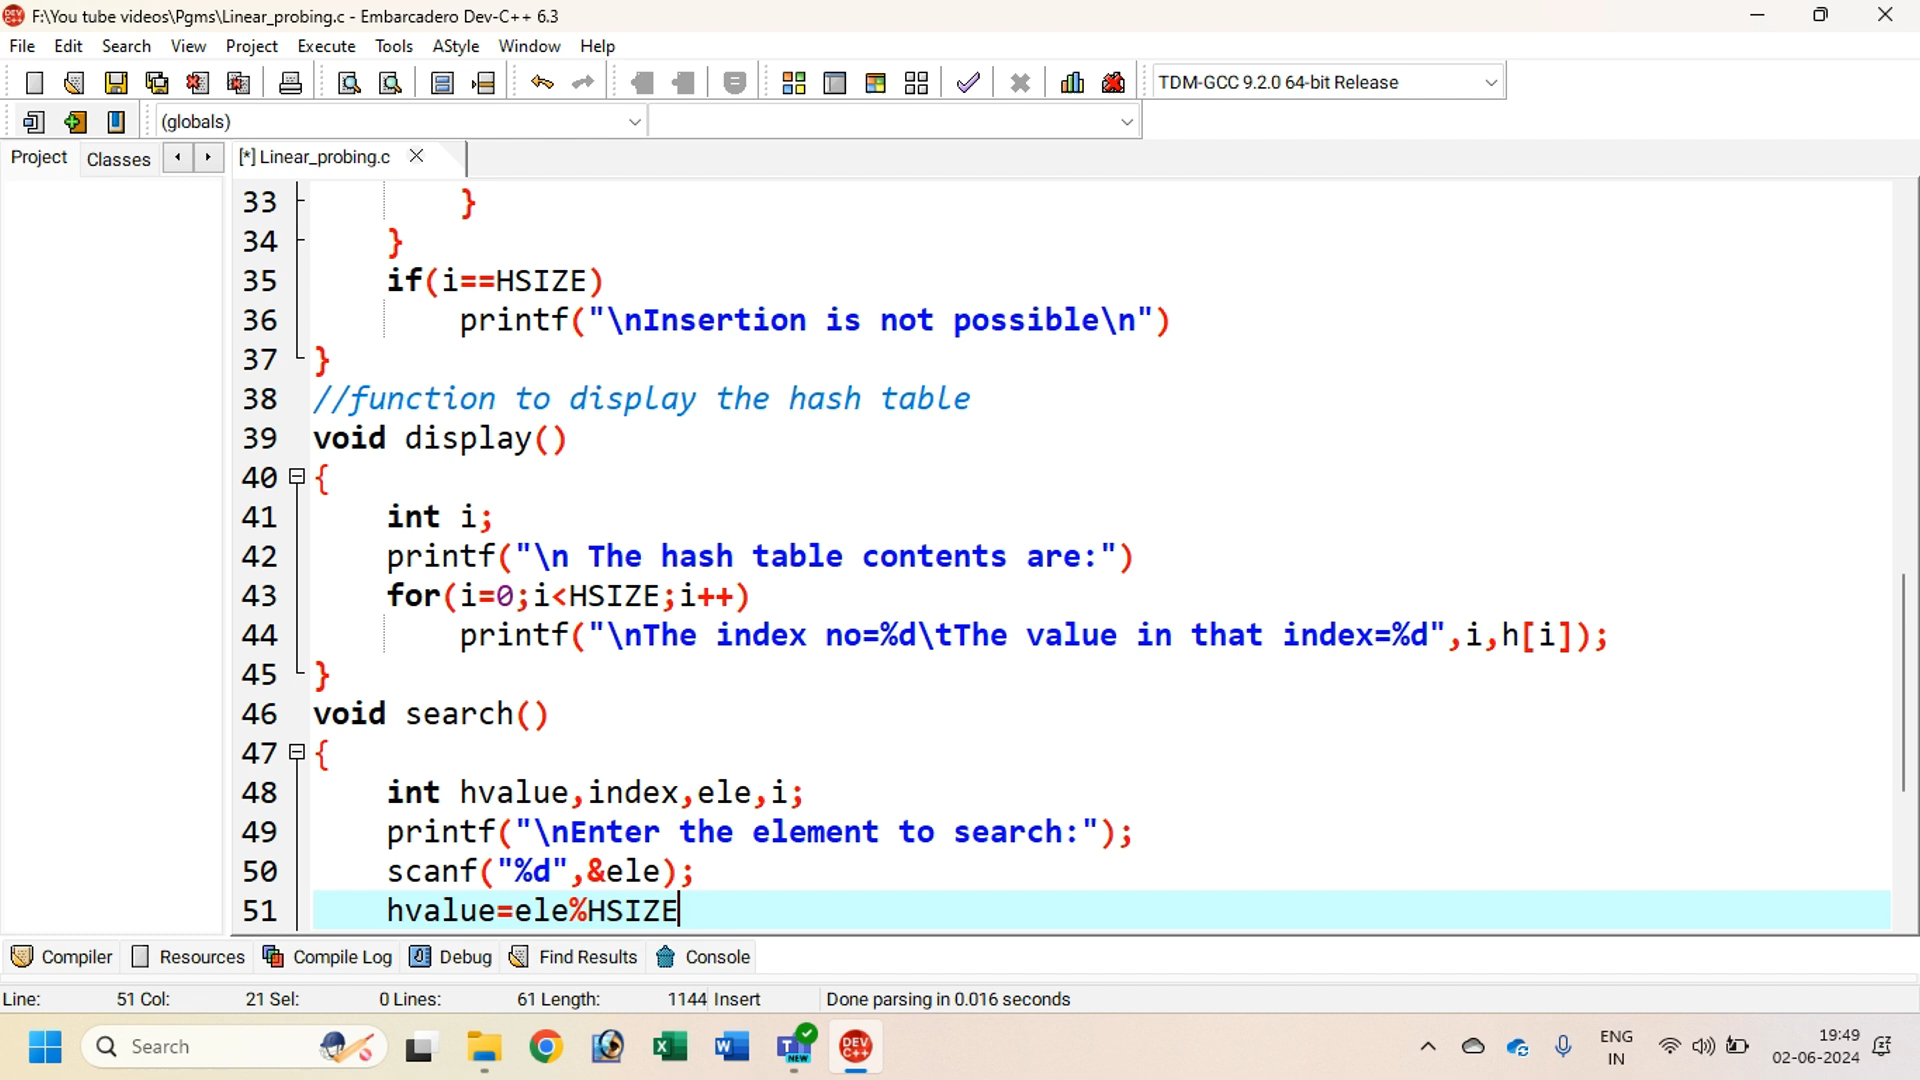 F:\You tube videos\Pgms\Linear_probing.c - Embarcadero Dev-C++ 6.3
File Edit Search View Project Execute Tools AStyle Window Help
TDM-GCC 9.2.0 64-bit Release
(globals)
Project Classes [*] Linear_probing.c
33 }
34 }
35 if(i==HSIZE)
36 printf("\nInsertion is not possible\n")
37 }
38 //function to display the hash table
39 void display()
40 {
41 int i;
42 printf("\n The hash table contents are:")
43 for(i=0;i<HSIZE;i++)
44 printf("\nThe index no=%d\tThe value in that index=%d",i,h[i]);
45 }
46 void search()
47 {
48 int hvalue,index,ele,i;
49 printf("\nEnter the element to search:");
50 scanf("%d",&ele);
51 hvalue=ele%HSIZE
Compiler Resources Compile Log Debug Find Results Console
Line: 51 Col: 21 Sel: 0 Lines: 61 Length: 1144 Insert Done parsing in 0.016 seconds
Search
NEW
DEV C++
ENG
IN
19:49
02-06-2024